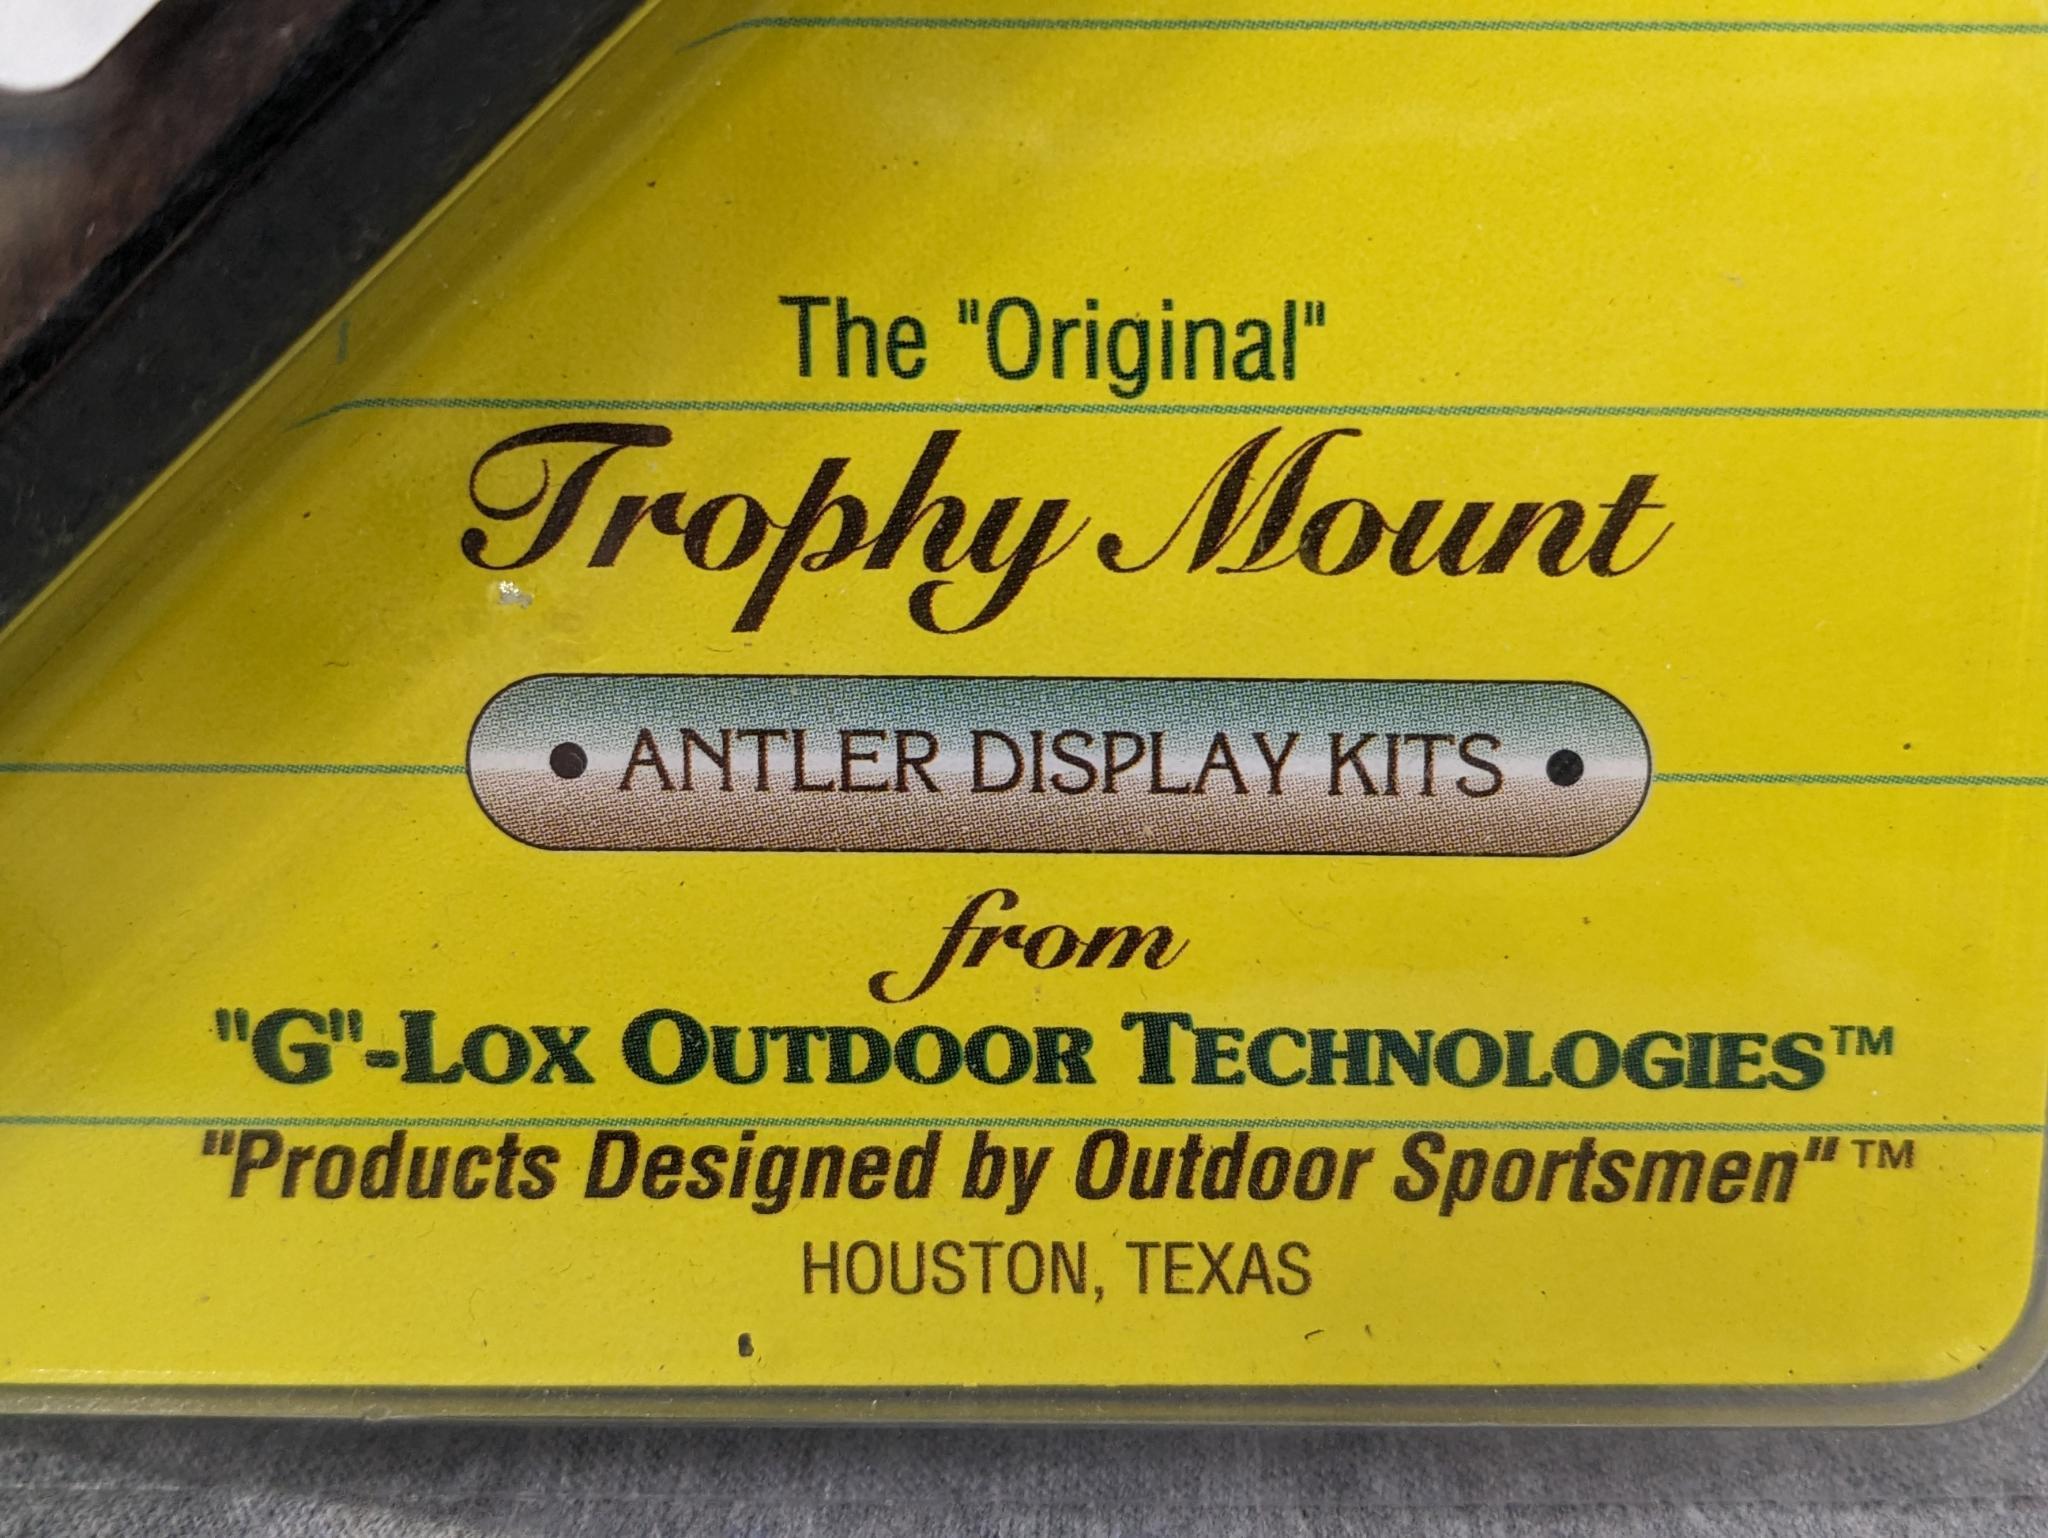 The "Original"
Trophy Mount
• ANTLER DISPLAY KITS •
from
"G"-LOX OUTDOOR TECHNOLOGIES™
"Products Designed by Outdoor Sportsmen"™
HOUSTON, TEXAS